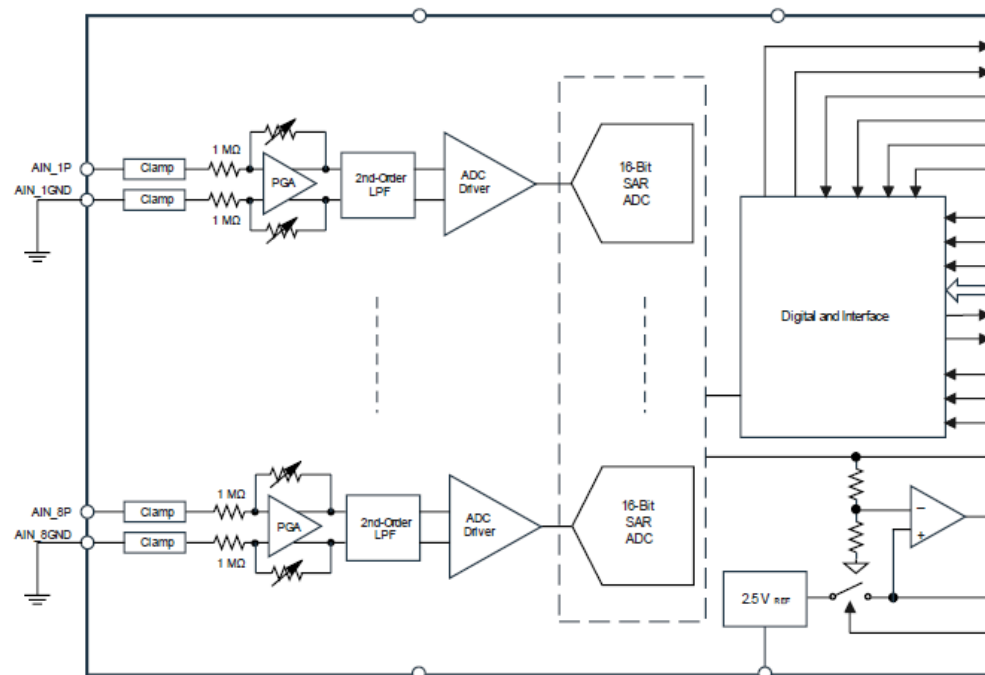 AIN_1P
Clamp
1 MΩ
PGA
2nd-Order
LPF
ADC
Driver
16-Bit
SAR
ADC
AIN_1GND
Clamp
1 MΩ
Digital and Interface
AIN_8P
Clamp
1 MΩ
PGA
2nd-Order
LPF
ADC
Driver
16-Bit
SAR
ADC
AIN_8GND
Clamp
1 MΩ
−
+
2.5 V REF